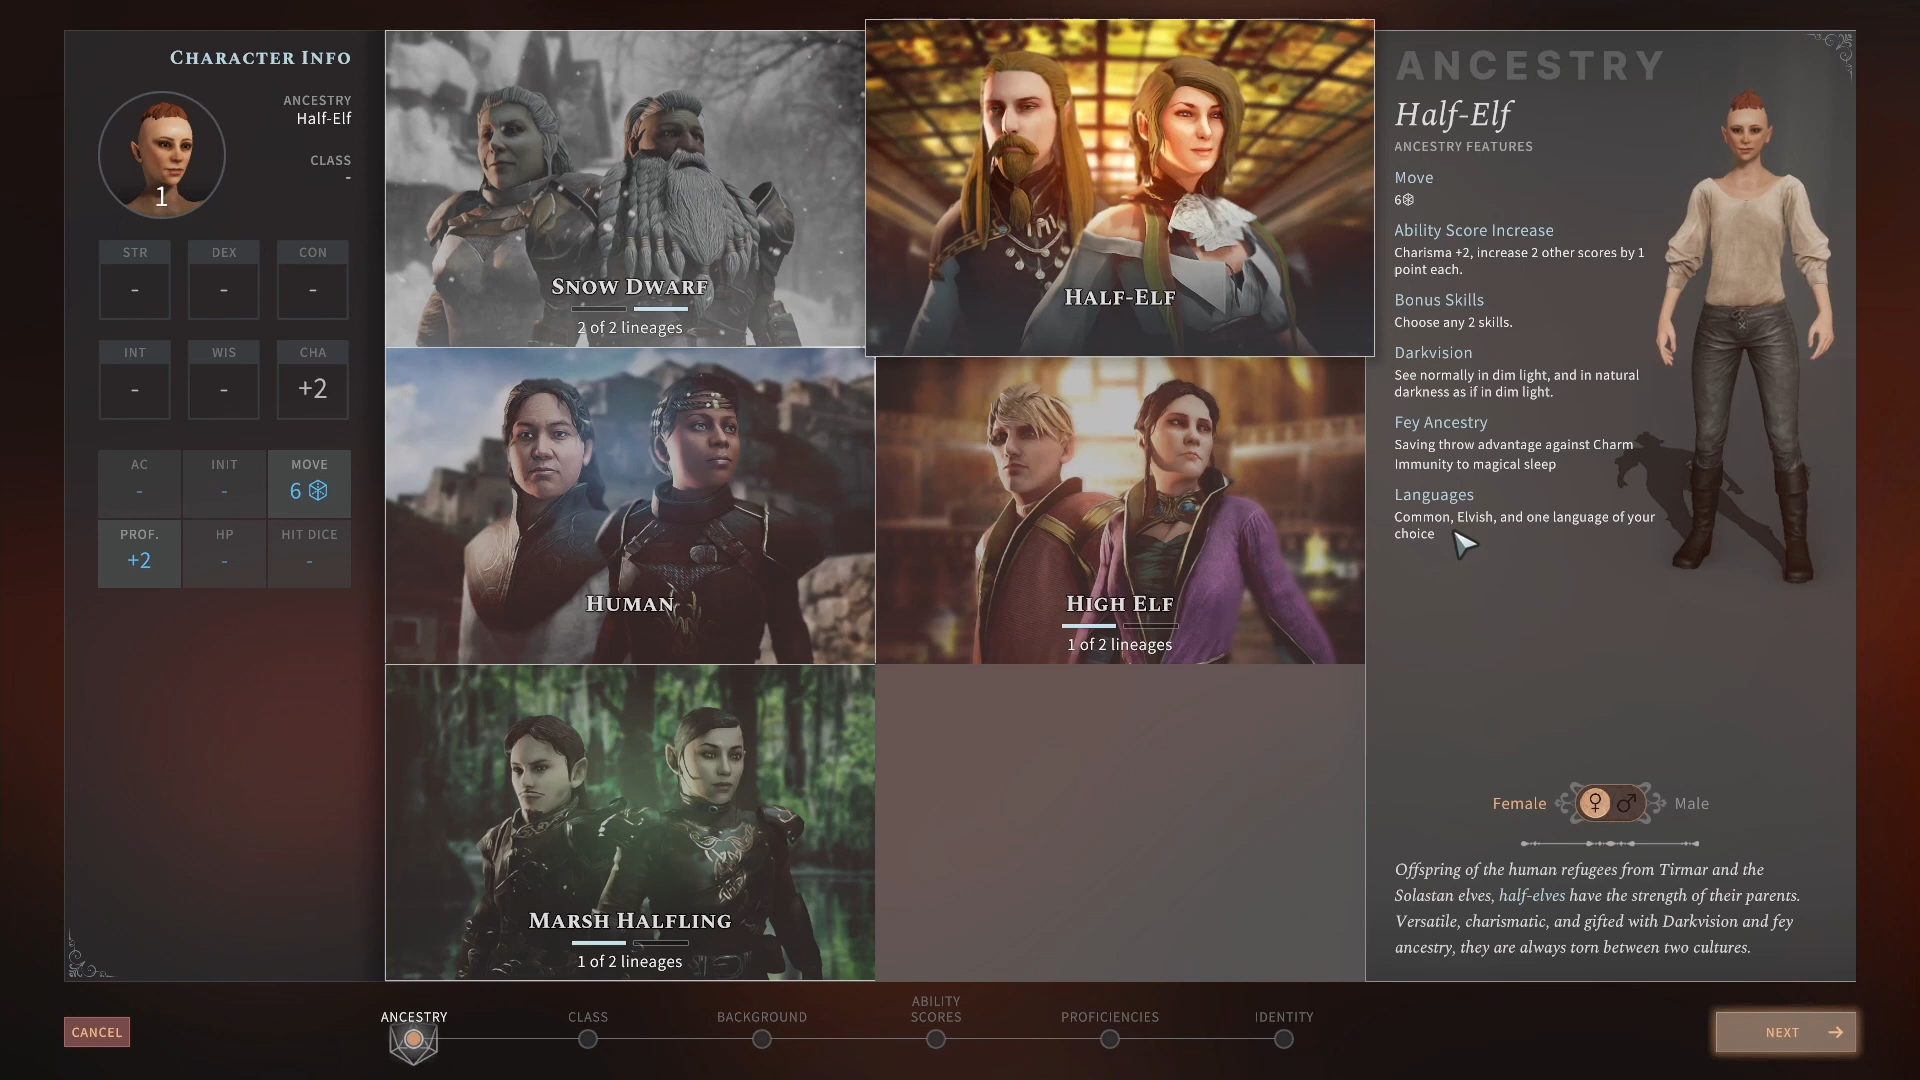 CHARACTER INFO
ANCESTRY
Half-Elf
CLASS
-
1
STR
DEX
CON
-
-
-
INT
WIS
CHA
-
-
+2
AC
INIT
MOVE
-
-
6
PROF.
HP
HIT DICE
+2
-
-
SNOW DWARF
2 of 2 lineages
HALF-ELF
HUMAN
HIGH ELF
1 of 2 lineages
MARSH HALFLING
1 of 2 lineages
ANCESTRY
Half-Elf
ANCESTRY FEATURES
Move
6
Ability Score Increase
Charisma +2, increase 2 other scores by 1
point each.
Bonus Skills
Choose any 2 skills.
Darkvision
See normally in dim light, and in natural
darkness as if in dim light.
Fey Ancestry
Saving throw advantage against Charm
Immunity to magical sleep
Languages
Common, Elvish, and one language of your
choice
Female
Male
Offspring of the human refugees from Tirmar and the
Solastan elves, half-elves have the strength of their parents.
Versatile, charismatic, and gifted with Darkvision and fey
ancestry, they are always torn between two cultures.
CANCEL
ANCESTRY
CLASS
BACKGROUND
ABILITY
SCORES
PROFICIENCIES
IDENTITY
NEXT